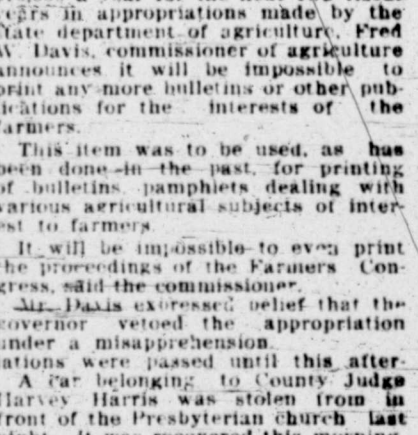 years in appropriations made by the
state department of agriculture, Fred
W. Davis, commissioner of agriculture
announces it will be impossible to
print any more bulletins or other pub-
lications for the interests of the
farmers.
This item was to be used, as has
been done in the past, for printing
of bulletins, pamphlets dealing with
various agricultural subjects of inter-
est to farmers.
It will be impossible to even print
the proceedings of the Farmers Con-
gress, said the commissioner.
Mr. Davis expressed belief that the
governor vetoed the appropriation
under a misapprehension.
ations were passed until this after-
A car belonging to County Judge
Harvey Harris was stolen from in
front of the Presbyterian church last